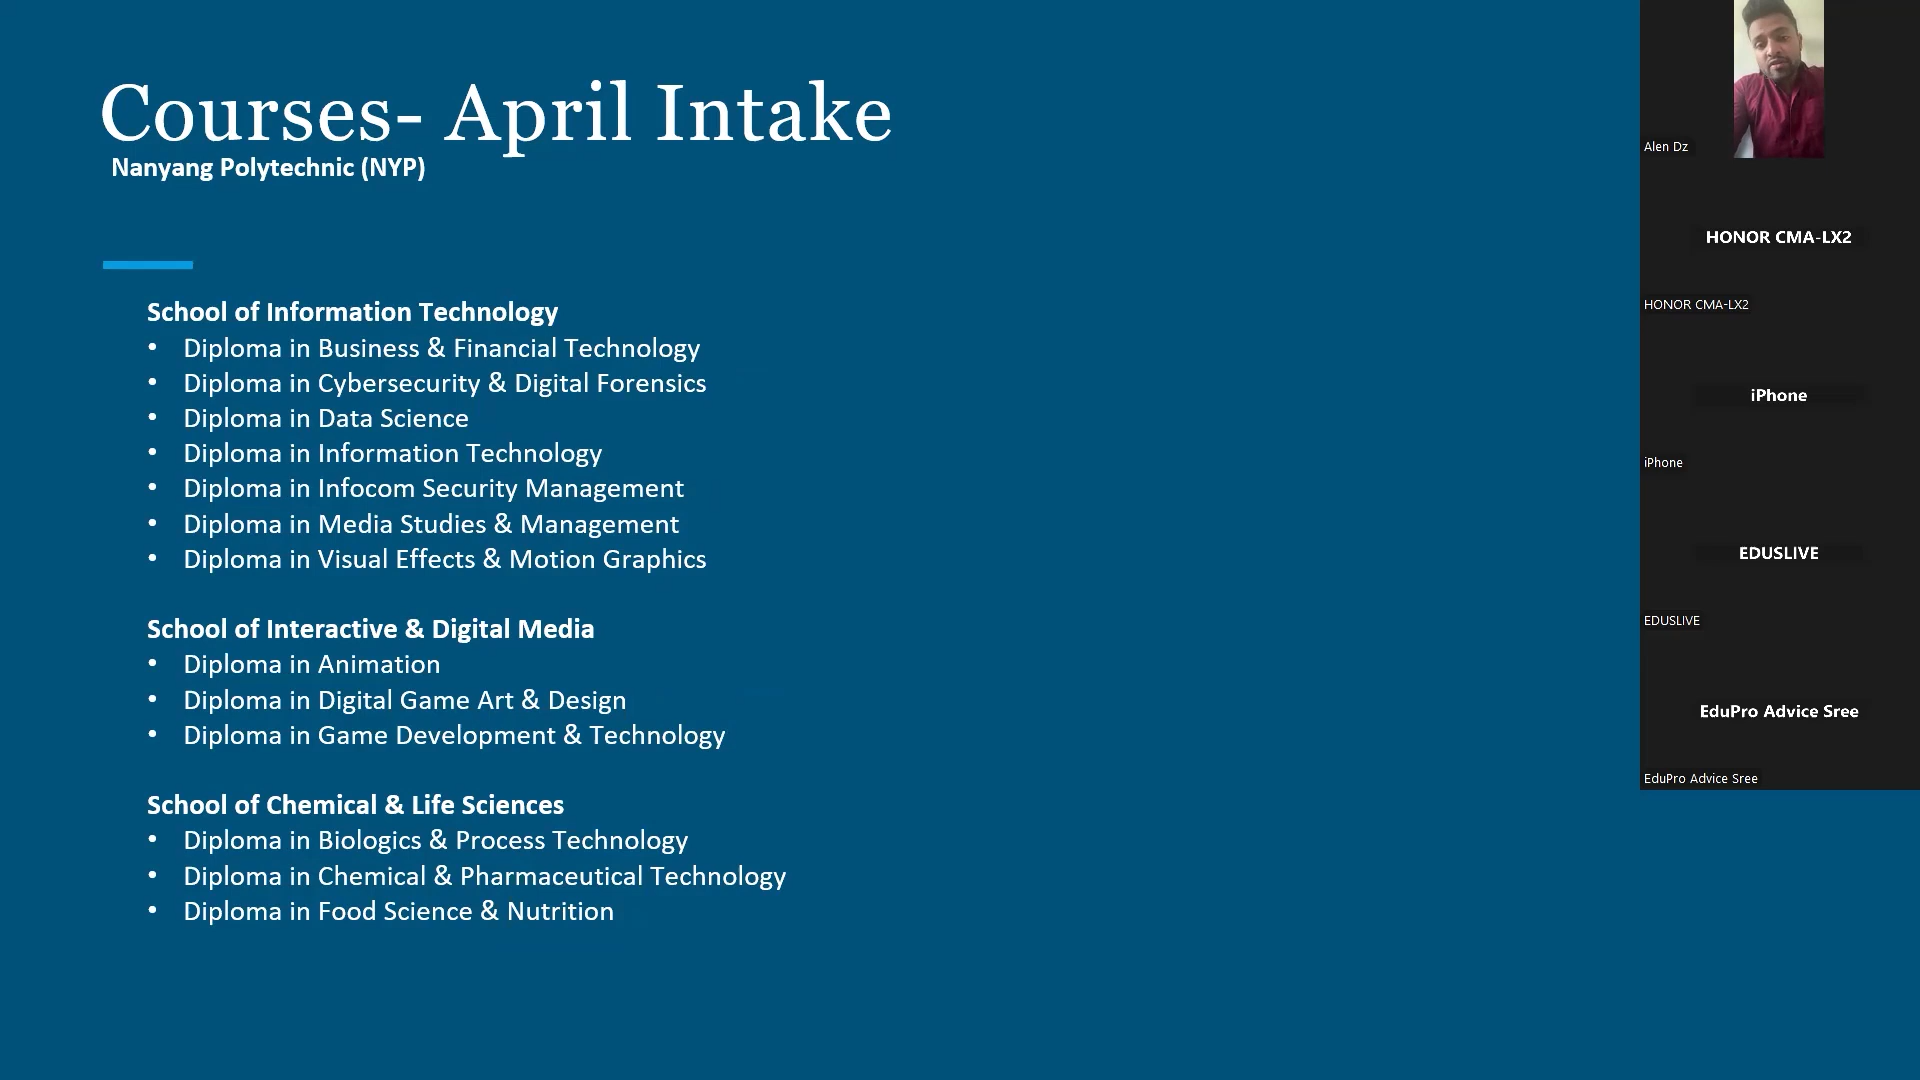 Courses- April Intake
Nanyang Polytechnic (NYP)
School of Information Technology
• Diploma in Business & Financial Technology
• Diploma in Cybersecurity & Digital Forensics
• Diploma in Data Science
• Diploma in Information Technology
• Diploma in Infocom Security Management
• Diploma in Media Studies & Management
• Diploma in Visual Effects & Motion Graphics
School of Interactive & Digital Media
• Diploma in Animation
• Diploma in Digital Game Art & Design
• Diploma in Game Development & Technology
School of Chemical & Life Sciences
• Diploma in Biologics & Process Technology
• Diploma in Chemical & Pharmaceutical Technology
• Diploma in Food Science & Nutrition
Alen Dz
HONOR CMA-LX2
HONOR CMA-LX2
iPhone
iPhone
EDUSLIVE
EDUSLIVE
EduPro Advice Sree
EduPro Advice Sree